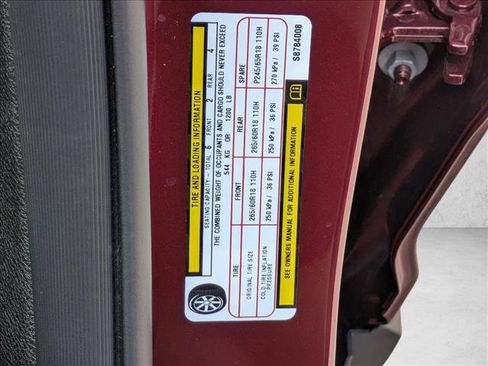 TIRE AND LOADING INFORMATION
SEATING CAPACITY - TOTAL 6 FRONT 2 REAR 4
THE COMBINED WEIGHT OF OCCUPANTS AND CARGO SHOULD NEVER EXCEED
544 KG OR 1200 LB
TIRE FRONT REAR SPARE
ORIGINAL TIRE SIZE 265/60R18 110H 265/60R18 110H P245/65R18 110H
COLD TIRE INFLATION PRESSURE 250 kPa / 36 PSI 250 kPa / 36 PSI 270 kPa / 39 PSI
SEE OWNERS MANUAL FOR ADDITIONAL INFORMATION
S8784008